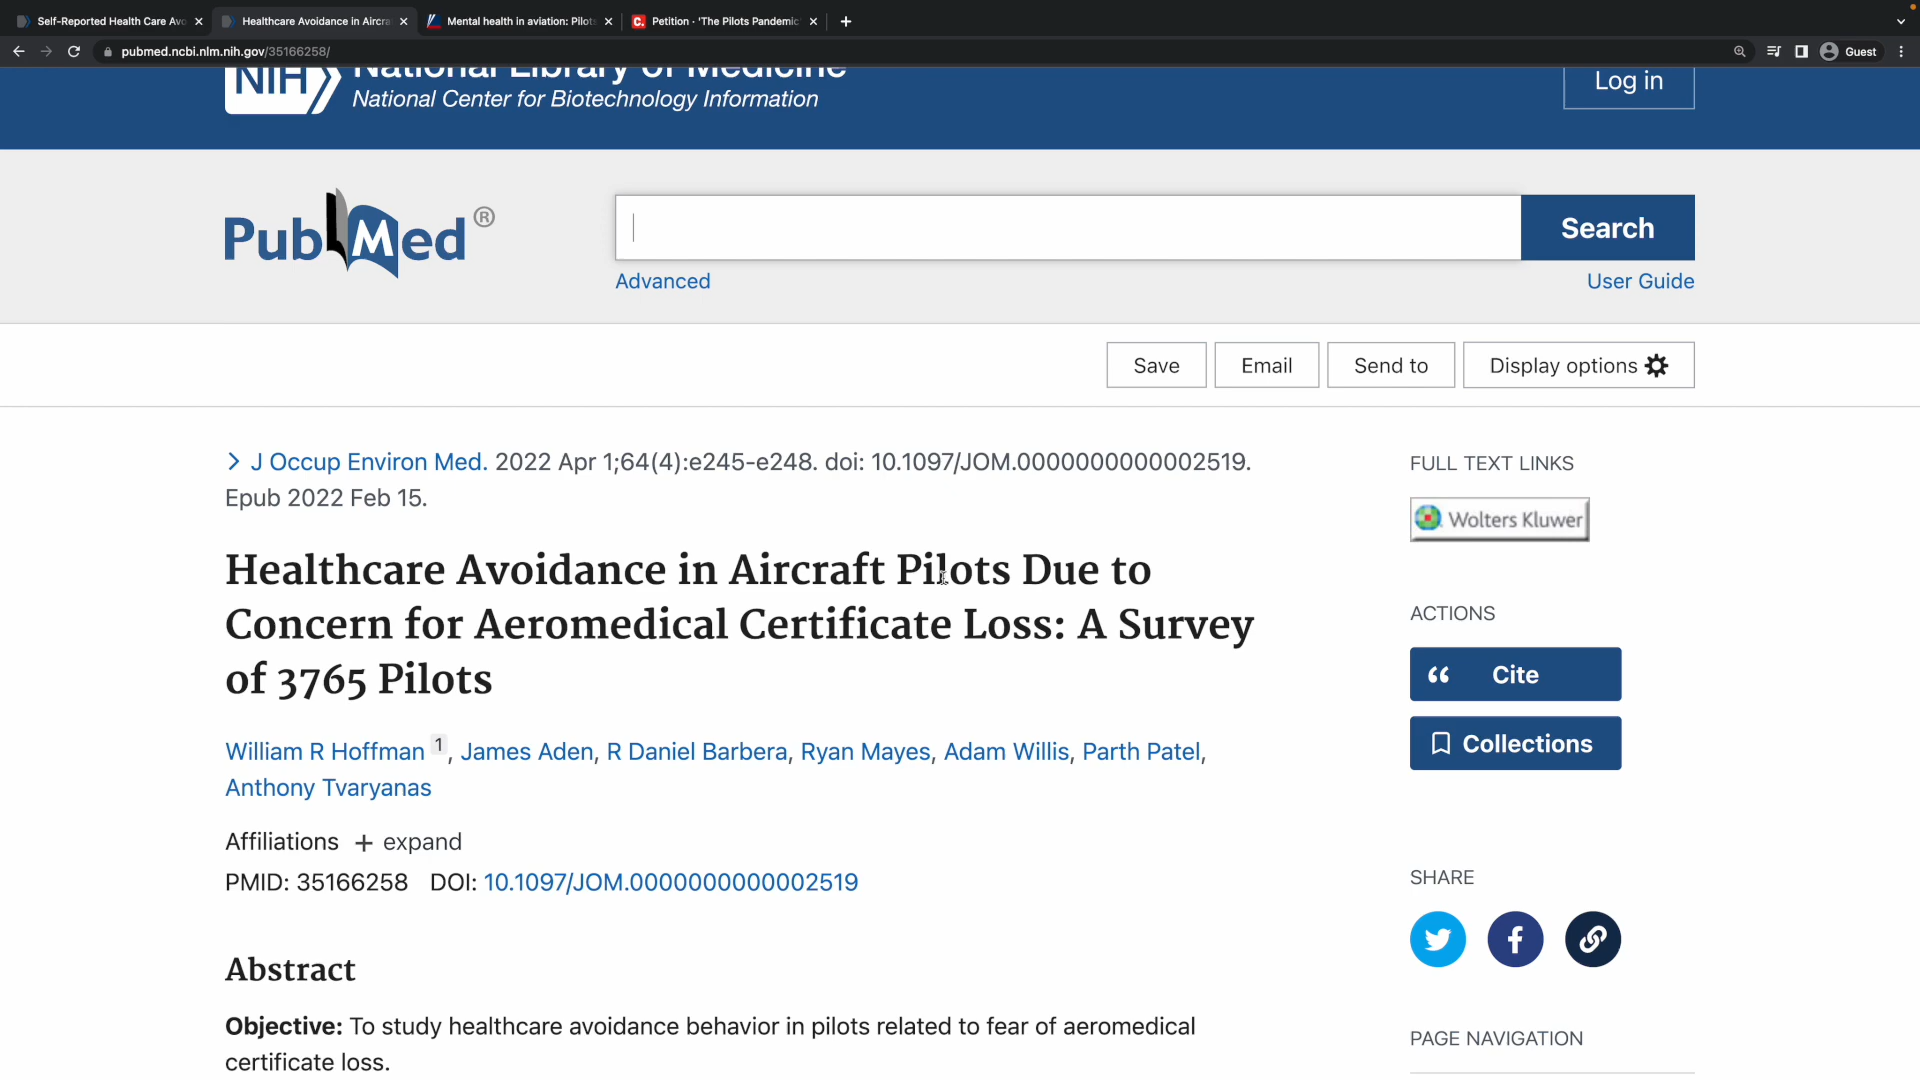 Self-Reported Health Care Avo
Healthcare Avoidance in Aircra
Mental health in aviation: Pilots
Petition · 'The Pilots Pandemic'
pubmed.ncbi.nlm.nih.gov/35166258/
Guest
NIH
National Library of Medicine
National Center for Biotechnology Information
Log in
PubMed®
Search
Advanced
User Guide
Save
Email
Send to
Display options
J Occup Environ Med. 2022 Apr 1;64(4):e245-e248. doi: 10.1097/JOM.0000000000002519.
Epub 2022 Feb 15.
Healthcare Avoidance in Aircraft Pilots Due to
Concern for Aeromedical Certificate Loss: A Survey
of 3765 Pilots
William R Hoffman 1, James Aden, R Daniel Barbera, Ryan Mayes, Adam Willis, Parth Patel,
Anthony Tvaryanas
Affiliations + expand
PMID: 35166258 DOI: 10.1097/JOM.0000000000002519
Abstract
Objective: To study healthcare avoidance behavior in pilots related to fear of aeromedical
certificate loss.
FULL TEXT LINKS
Wolters Kluwer
ACTIONS
Cite
Collections
SHARE
PAGE NAVIGATION